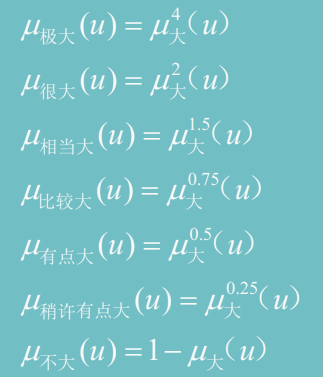 μ极大(u) = μ大^4(u)
μ很大(u) = μ大^2(u)
μ相当大(u) = μ大^1.5(u)
μ比较大(u) = μ大^0.75(u)
μ有点大(u) = μ大^0.5(u)
μ稍许有点大(u) = μ大^0.25(u)
μ不大(u) = 1 − μ大(u)